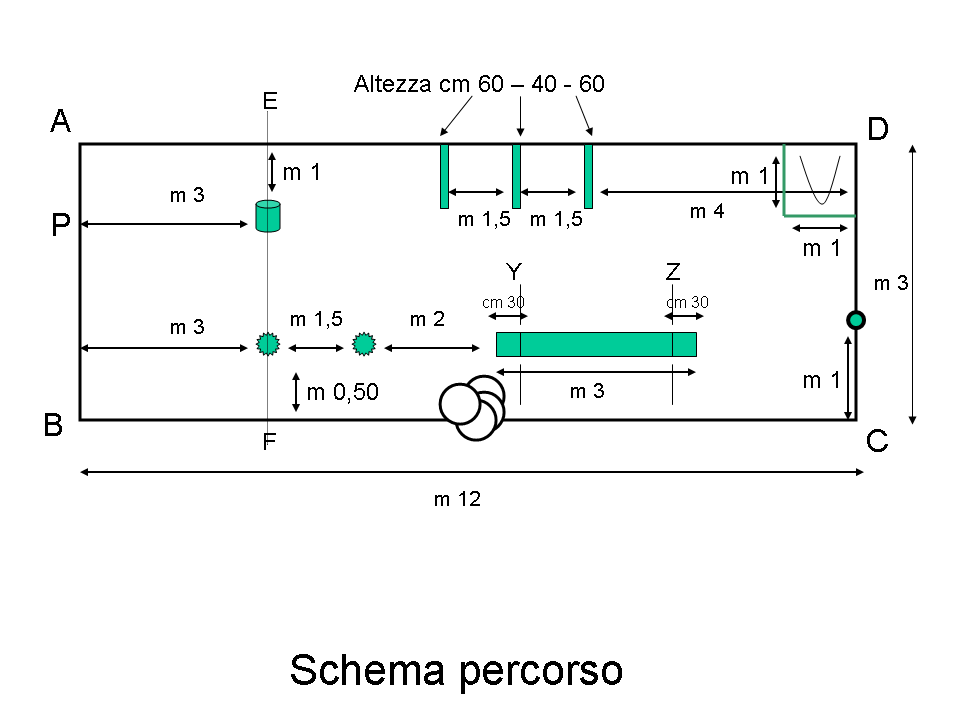 Altezza cm 60 – 40 - 60
E
A
D
m 1
m 1
m 3
m 1,5
m 1,5
m 4
P
m 1
Y
Z
m 3
cm 30
cm 30
m 3
m 1,5
m 2
m 1
m 0,50
m 3
B
F
C
m 12
Schema percorso